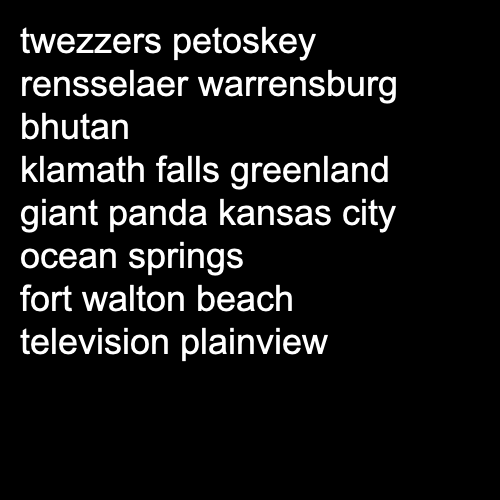 twezzers petoskey
rensselaer warrensburg
bhutan
klamath falls greenland
giant panda kansas city
ocean springs
fort walton beach
television plainview